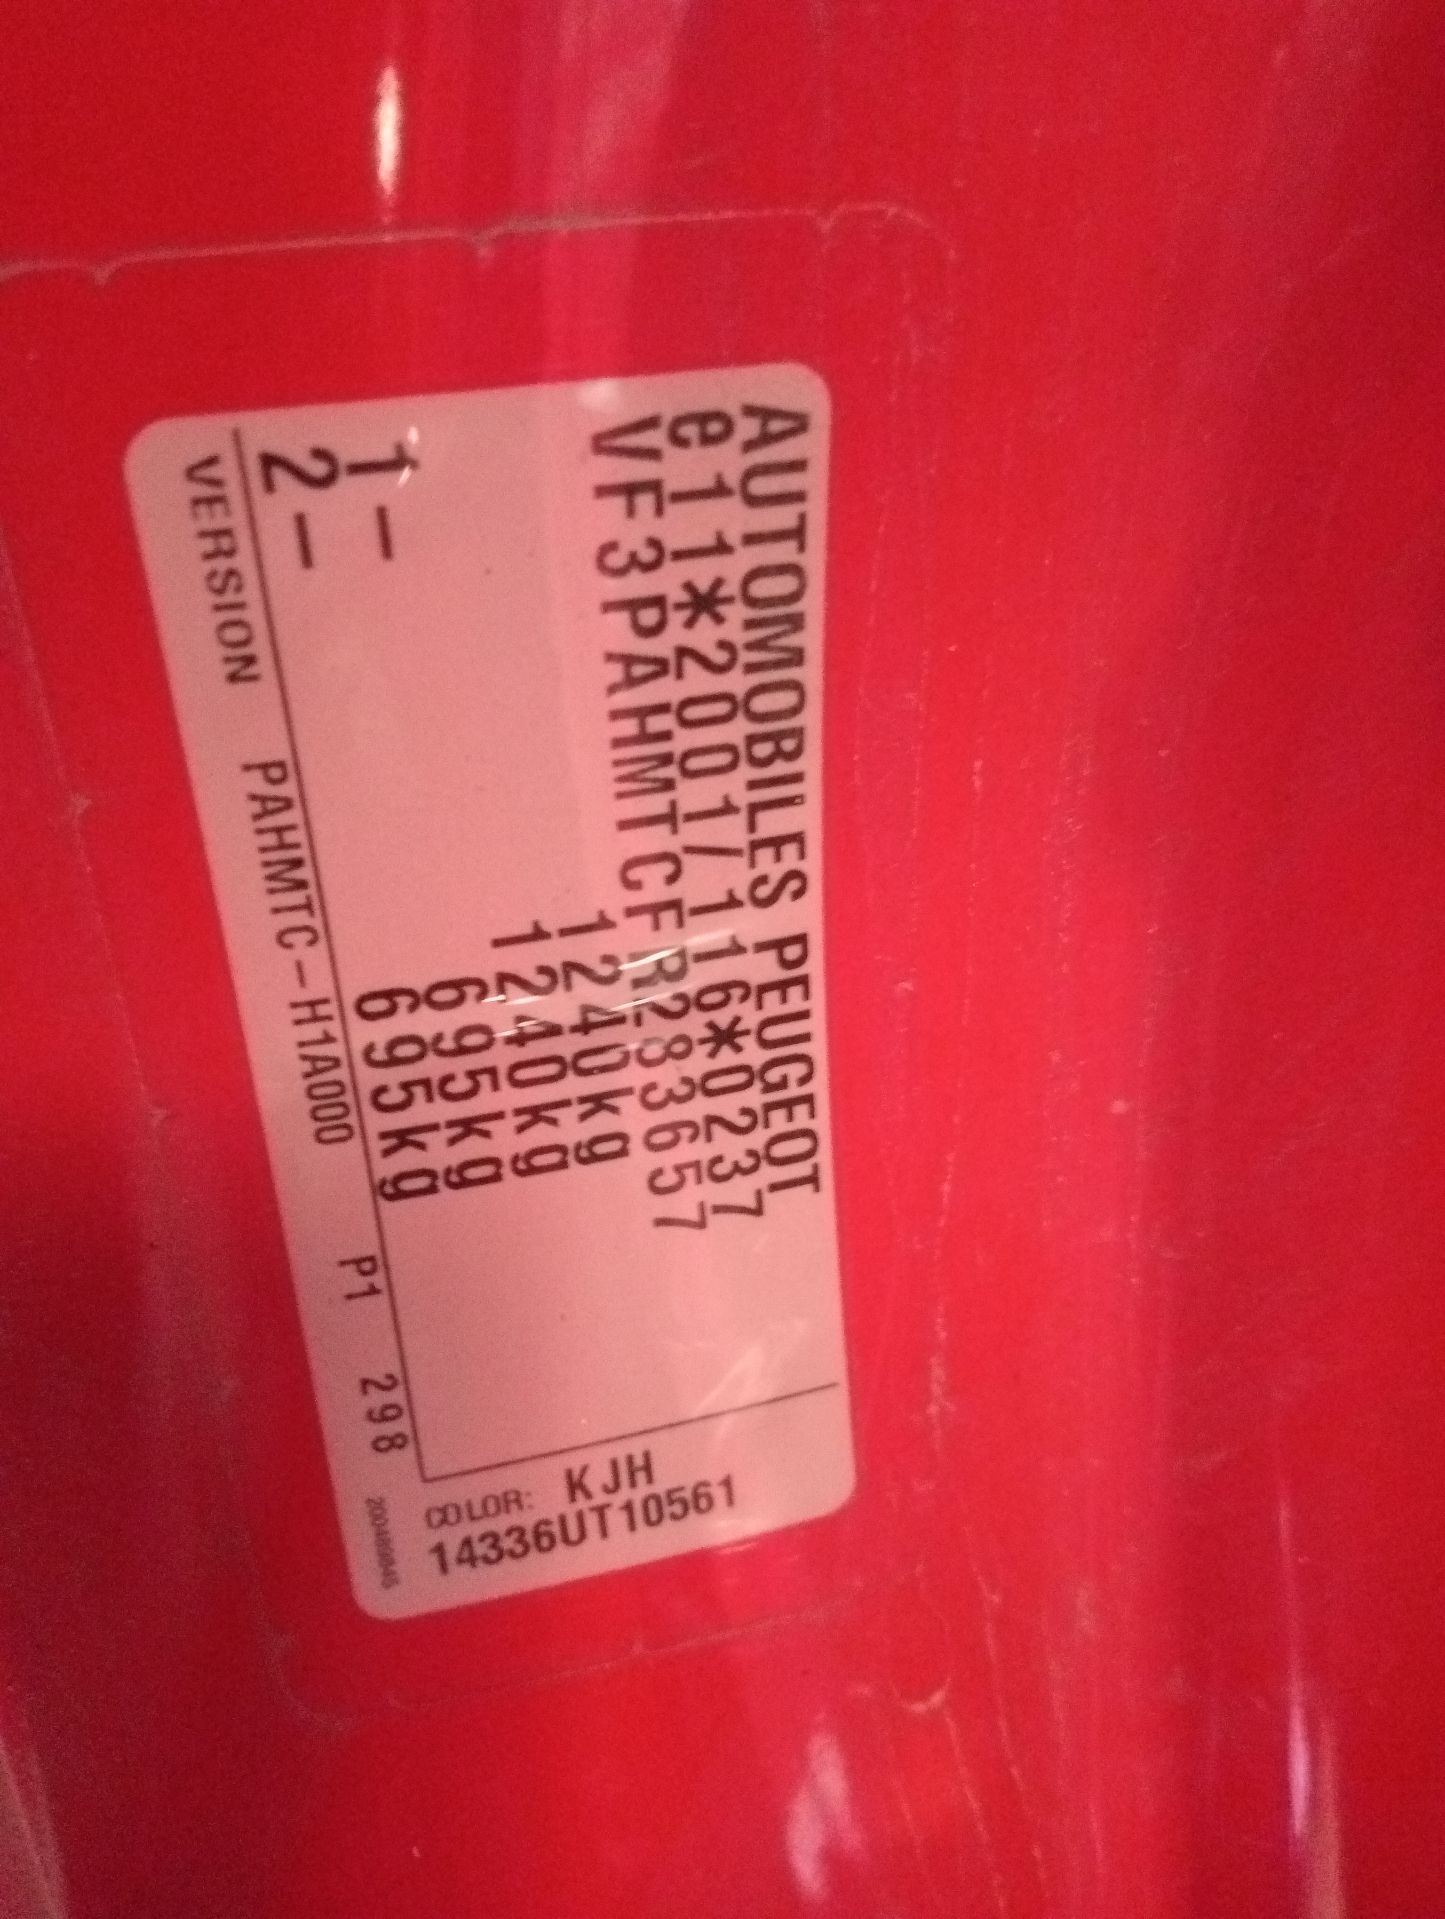 AUTOMOBILES PEUGEOT
e11*2001/116*0237
VF3PAHMTCFR283657
1240kg
1240kg
1- 695kg
2- 695kg
VERSION PAHMTC-H1A000 P1 298
COLOR: KJH
14336UT10561